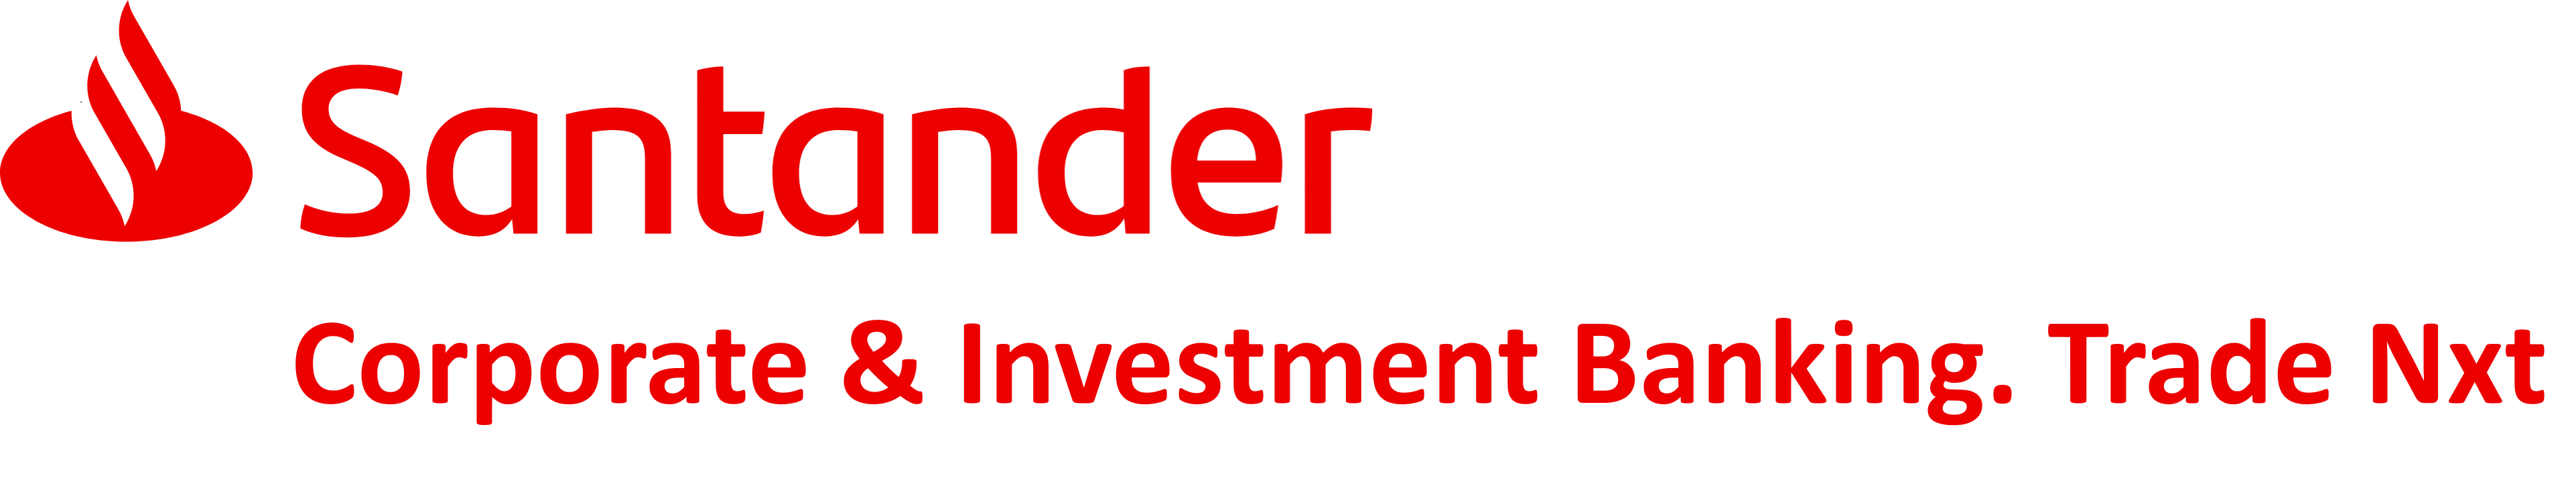 Santander
Corporate & Investment Banking. Trade Nxt